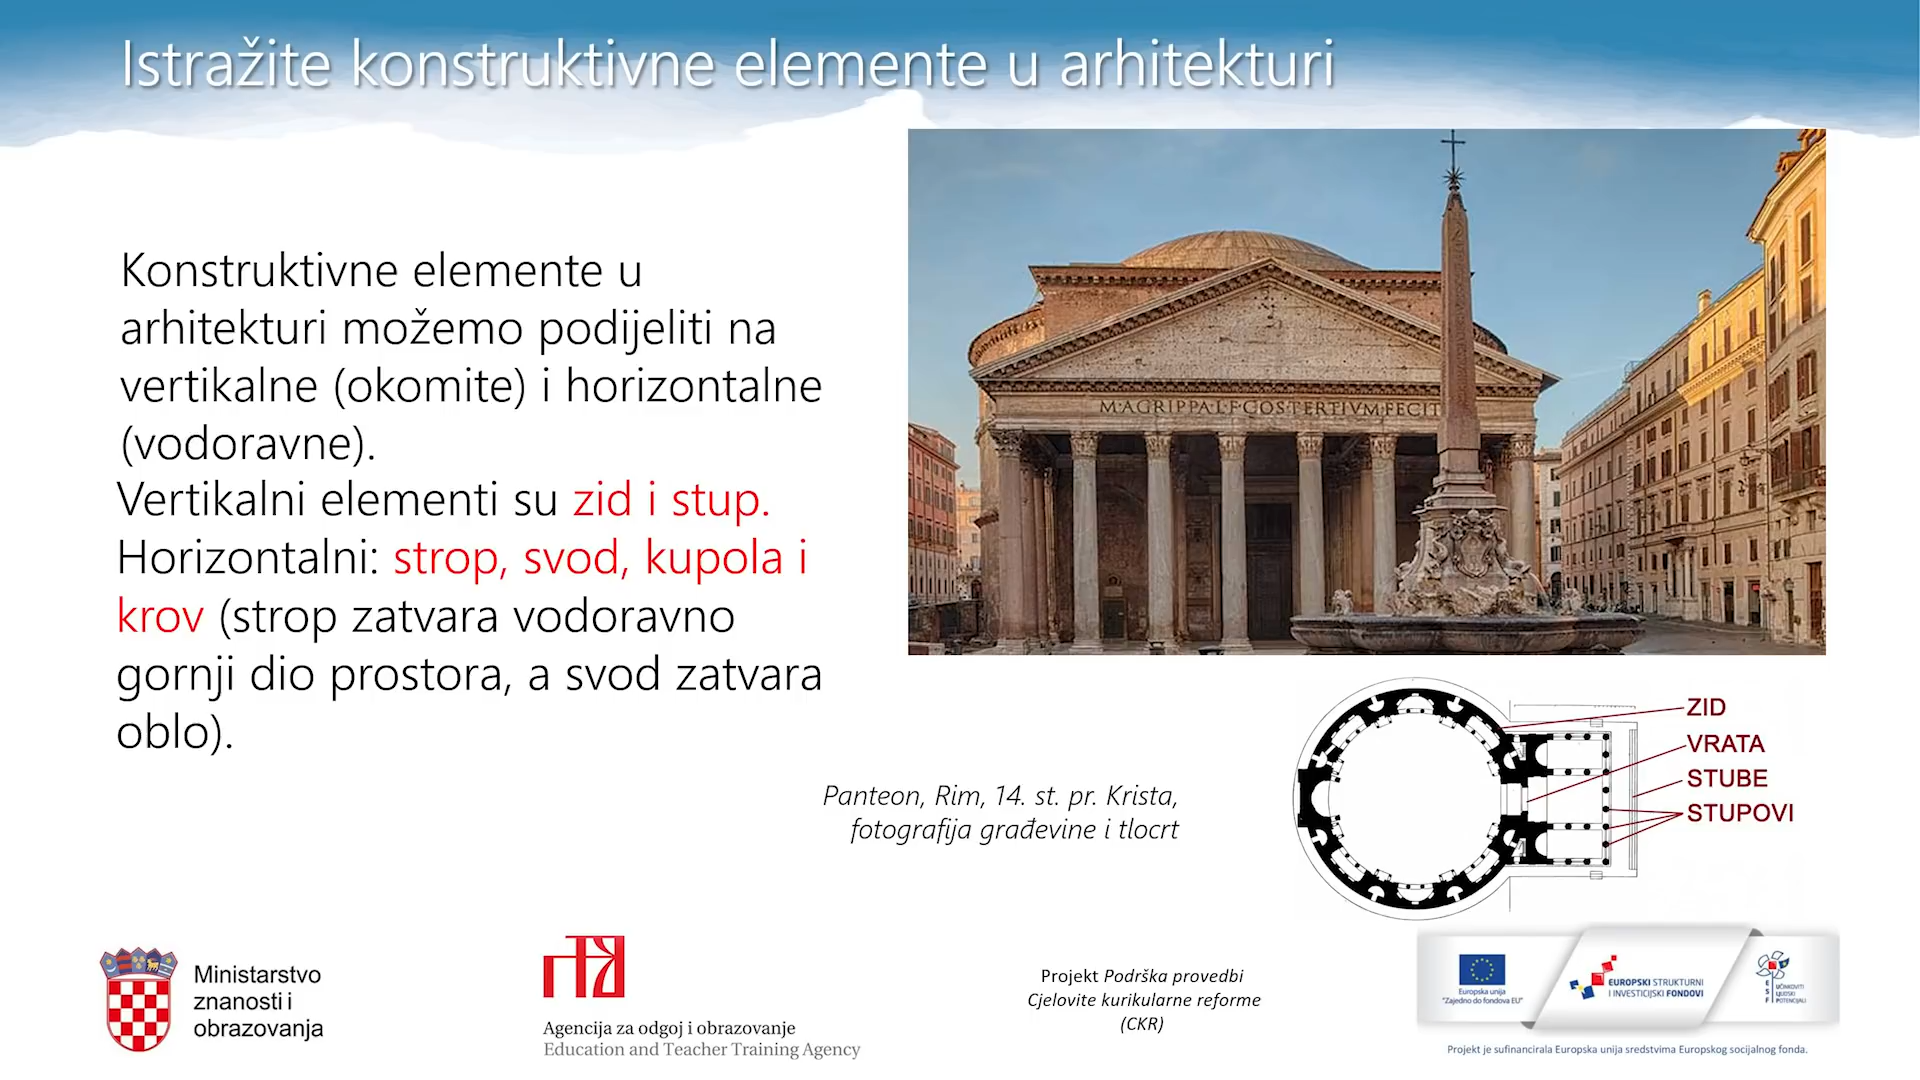 Istražite konstruktivne elemente u arhitekturi
Konstruktivne elemente u
arhitekturi možemo podijeliti na
vertikalne (okomite) i horizontalne
(vodoravne).
Vertikalni elementi su zid i stup.
Horizontalni: strop, svod, kupola i
krov (strop zatvara vodoravno
gornji dio prostora, a svod zatvara
oblo).
M·AGRIPPA·L·F·COS·TERTIVM·FECIT
ZID
VRATA
STUBE
STUPOVI
Panteon, Rim, 14. st. pr. Krista,
fotografija građevine i tlocrt
Ministarstvo
znanosti i
obrazovanja
Agencija za odgoj i obrazovanje
Education and Teacher Training Agency
Projekt Podrška provedbi
Cjelovite kurikularne reforme
(CKR)
Europska unija
"Zajedno do fondova EU"
EUROPSKI STRUKTURNI
I INVESTICIJSKI FONDOVI
ESF
UČINKOVITI
LJUDSKI
POTENCIJALI
Projekt je sufinancirala Europska unija sredstvima Europskog socijalnog fonda.